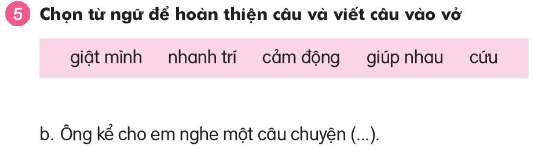 5 Chọn từ ngữ để hoàn thiện câu và viết câu vào vở
giật mình nhanh trí cảm động giúp nhau cứu
b. Ông kể cho em nghe một câu chuyện (...).